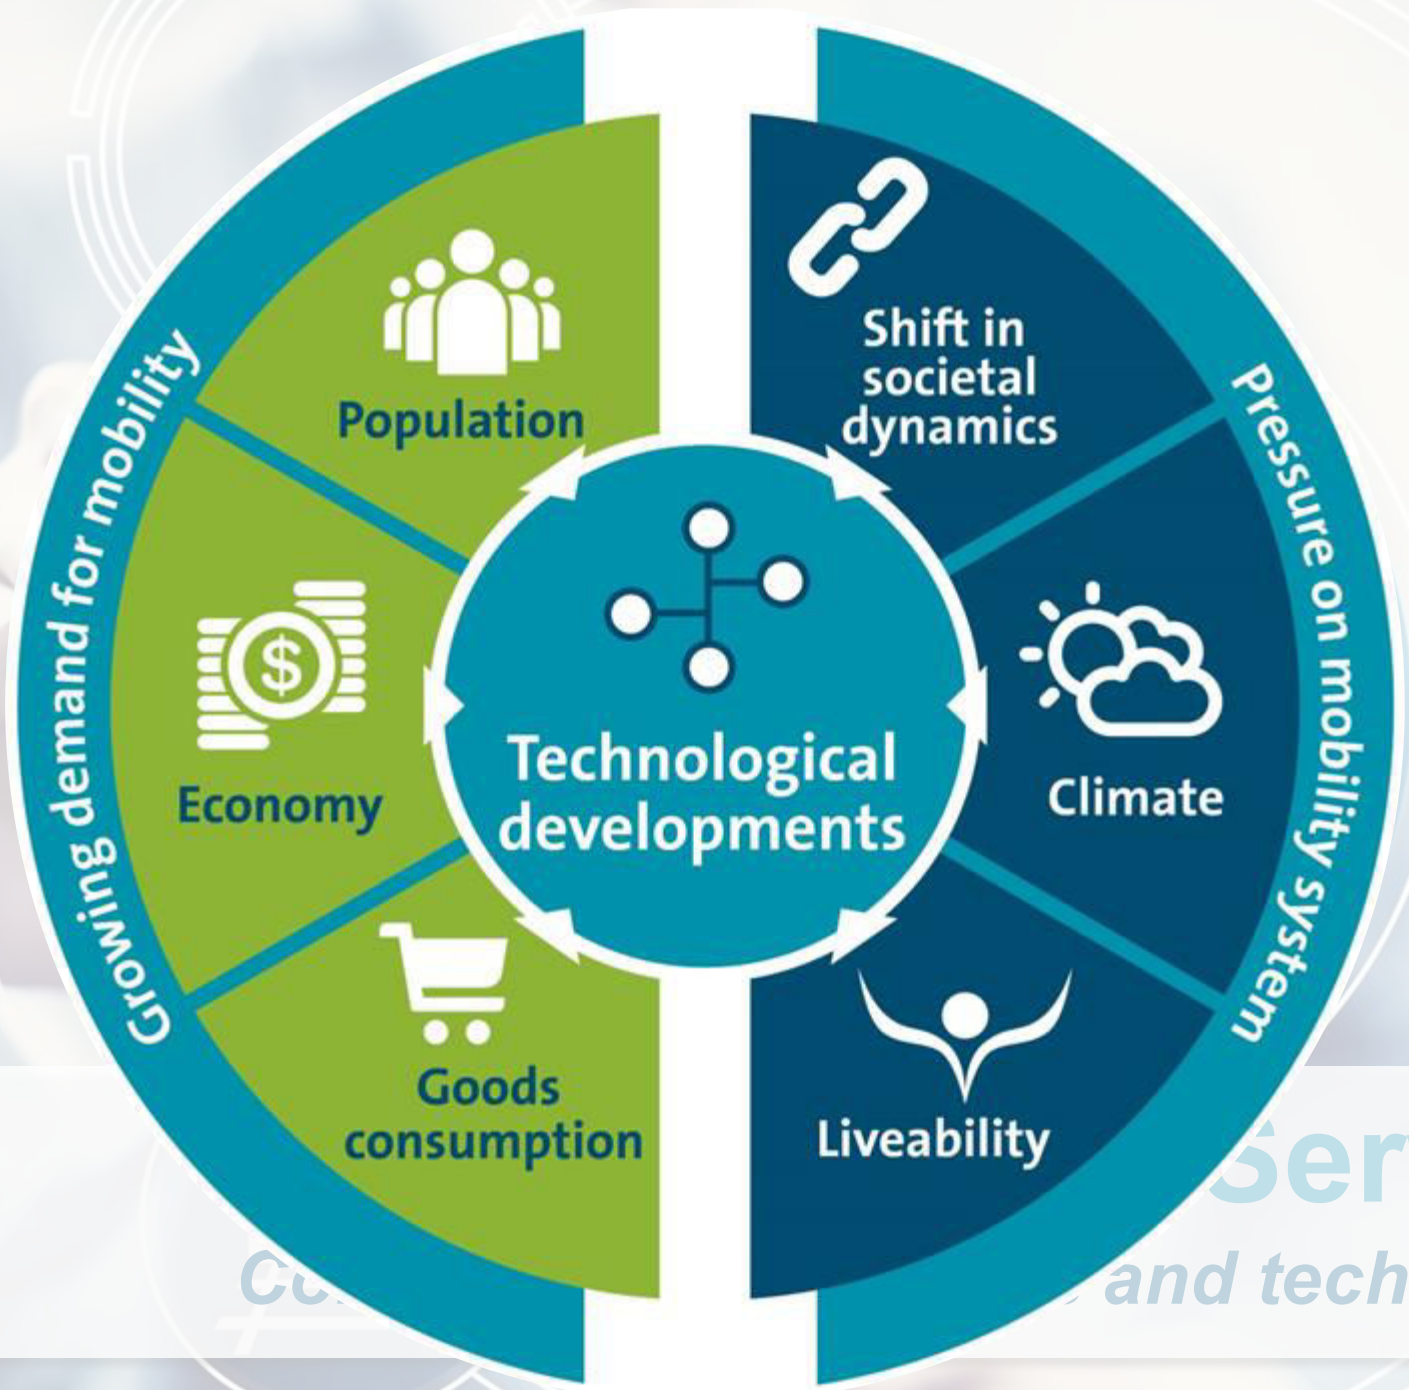 Growing demand for mobility
Population
Economy
$
Goods
consumption
Technological
developments
Shift in
societal
dynamics
Climate
Liveability
Pressure on mobility system
and tech